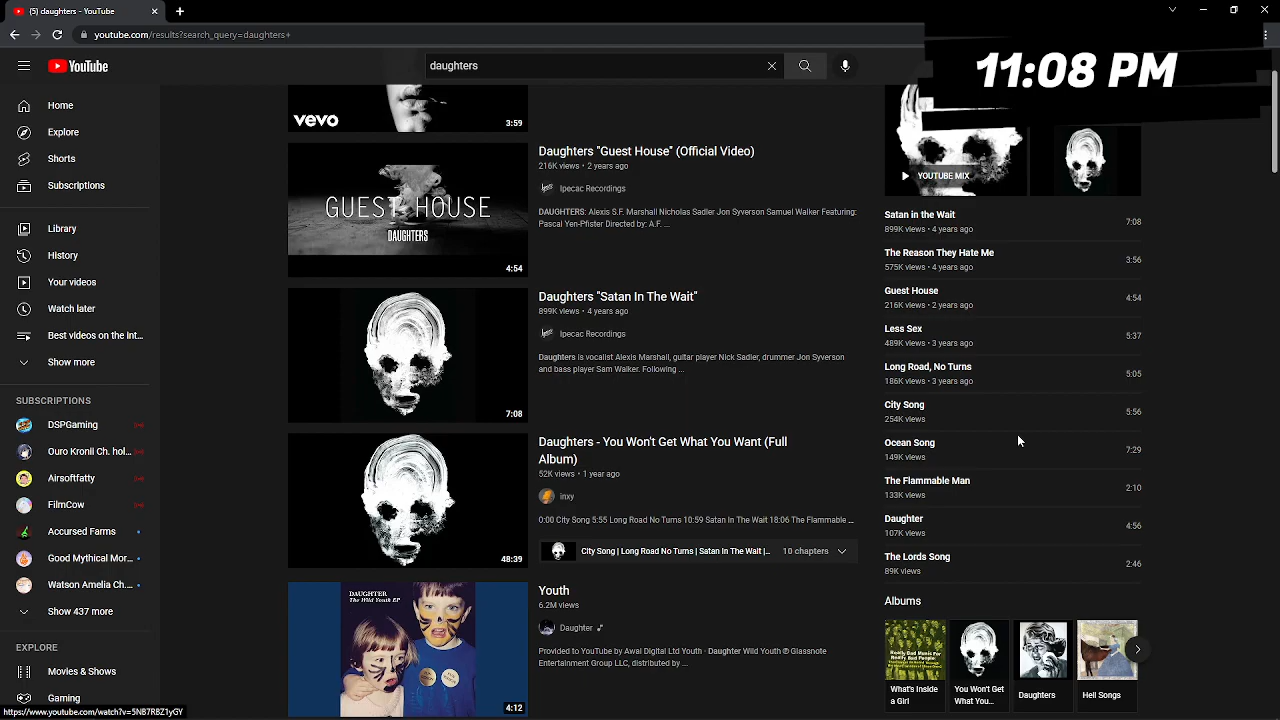 (5) daughters - YouTube
youtube.com/results?search_query=daughters+
11:08 PM
YouTube
daughters
Home
Explore
Shorts
Subscriptions
Library
History
Your videos
Watch later
Best videos on the Int...
Show more
SUBSCRIPTIONS
DSPGaming
Ouro Kronii Ch. hol...
Airsoftfatty
FilmCow
Accursed Farms
Good Mythical Mor...
Watson Amelia Ch....
Show 437 more
EXPLORE
Movies & Shows
Gaming
https://www.youtube.com/watch?v=5NB7RBZ1yGY
vevo
3:59
GUEST HOUSE
DAUGHTERS
4:54
Daughters "Guest House" (Official Video)
216K views • 2 years ago
Ipecac Recordings
DAUGHTERS: Alexis S.F. Marshall Nicholas Sadler Jon Syverson Samuel Walker Featuring:
Pascal Yen-Pfister Directed by: A.F. ...
7:08
Daughters "Satan In The Wait"
899K views • 4 years ago
Ipecac Recordings
Daughters is vocalist Alexis Marshall, guitar player Nick Sadler, drummer Jon Syverson
and bass player Sam Walker. Following ...
48:39
Daughters - You Won't Get What You Want (Full
Album)
52K views • 1 year ago
inxy
0:00 City Song 5:55 Long Road No Turns 10:59 Satan In The Wait 18:06 The Flammable ...
City Song | Long Road No Turns | Satan In The Wait |...
10 chapters
DAUGHTER
The Wild Youth EP
4:12
Youth
6.2M views
Daughter
Provided to YouTube by Awal Digital Ltd Youth · Daughter Wild Youth ℗ Glassnote
Entertainment Group LLC, distributed by ...
YOUTUBE MIX
Satan in the Wait
899K views • 4 years ago
7:08
The Reason They Hate Me
575K views • 4 years ago
3:56
Guest House
216K views • 2 years ago
4:54
Less Sex
489K views • 3 years ago
5:37
Long Road, No Turns
186K views • 3 years ago
5:05
City Song
254K views
5:56
Ocean Song
149K views
7:29
The Flammable Man
133K views
2:10
Daughter
107K views
4:56
The Lords Song
89K views
2:46
Albums
What's Inside
a Girl
You Won't Get
What You...
Daughters
Hell Songs